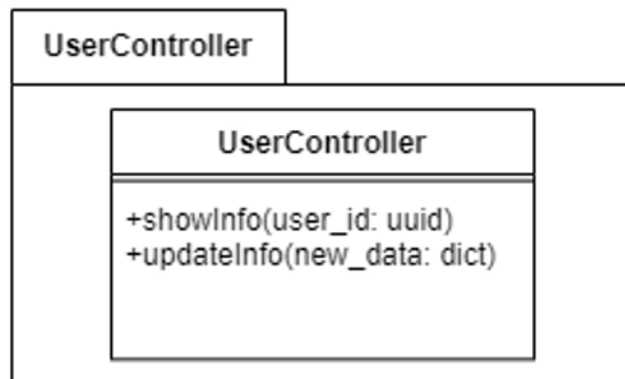 UserController
UserController
+showInfo(user_id: uuid)
+updateInfo(new_data: dict)